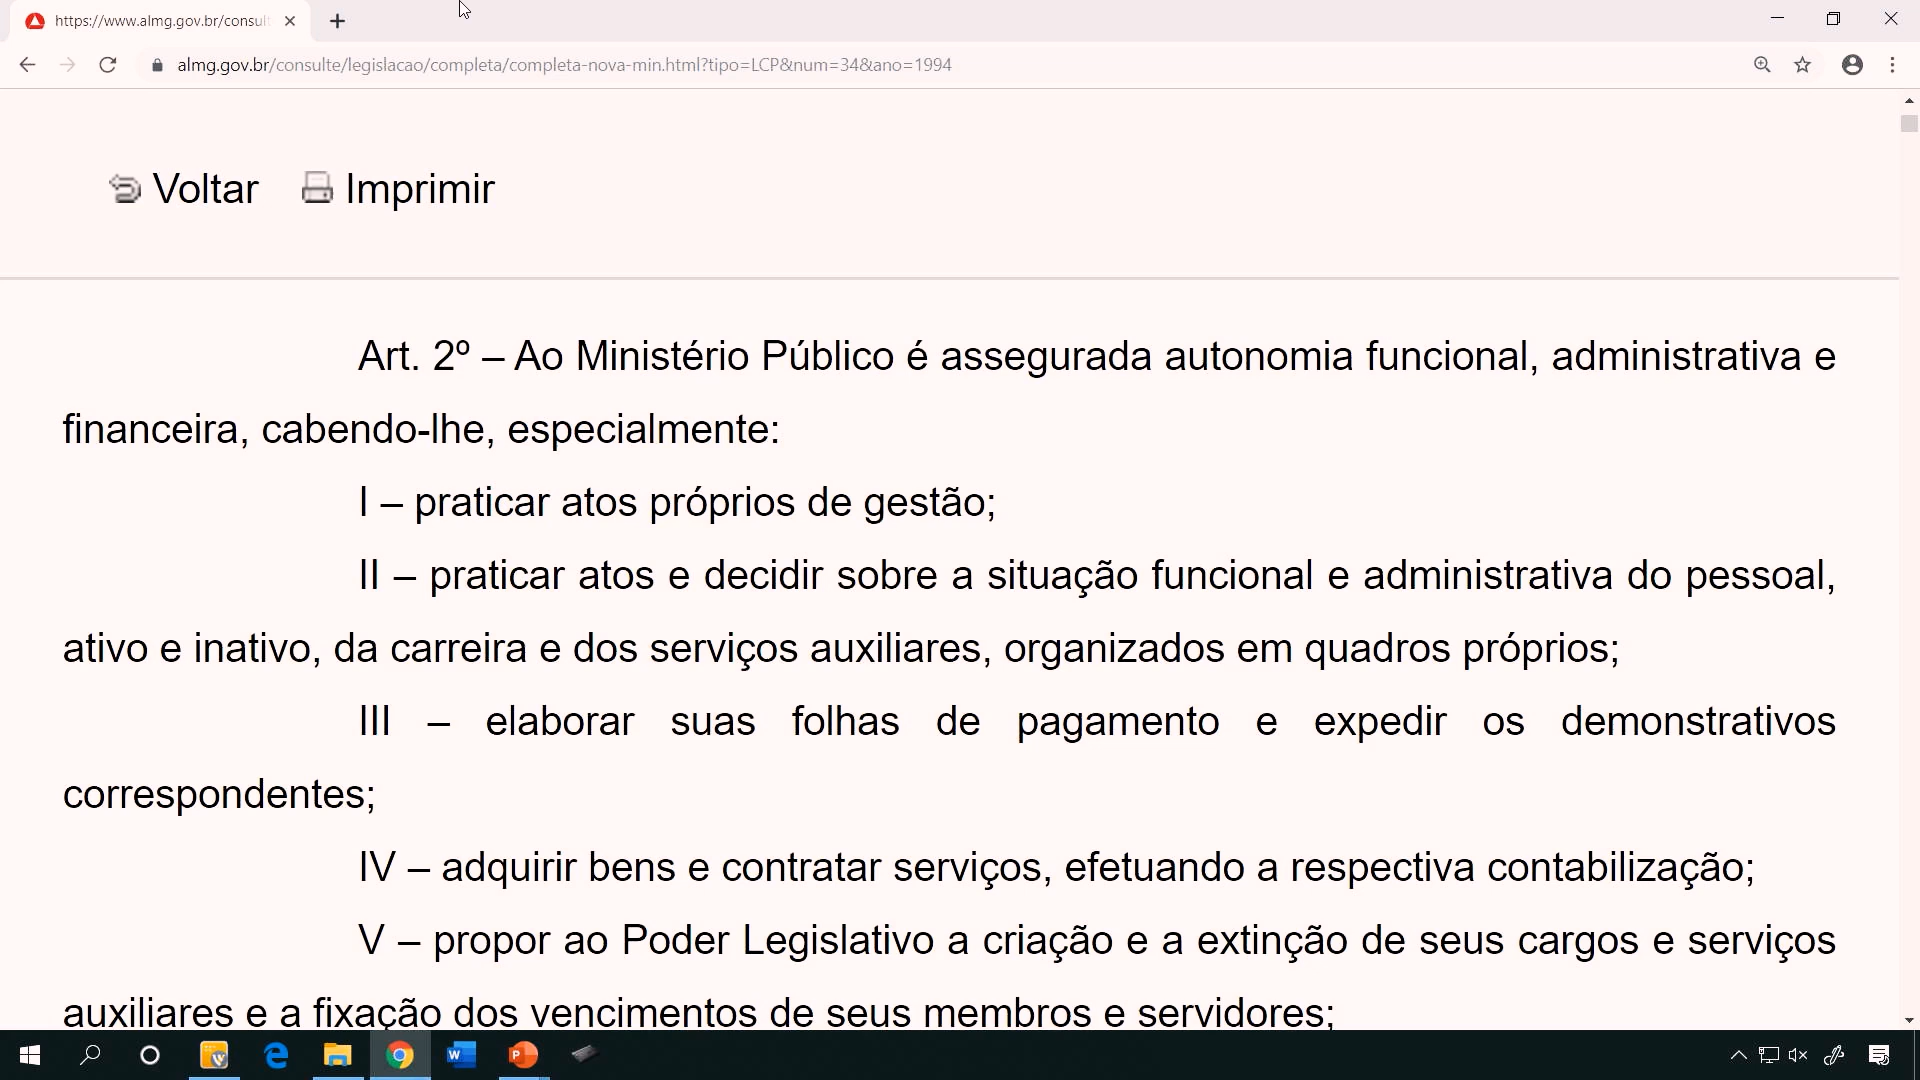 https://www.almg.gov.br/consult
almg.gov.br/consulte/legislacao/completa/completa-nova-min.html?tipo=LCP&num=34&ano=1994
Voltar Imprimir
Art. 2º – Ao Ministério Público é assegurada autonomia funcional, administrativa e
financeira, cabendo-lhe, especialmente:
I – praticar atos próprios de gestão;
II – praticar atos e decidir sobre a situação funcional e administrativa do pessoal,
ativo e inativo, da carreira e dos serviços auxiliares, organizados em quadros próprios;
III – elaborar suas folhas de pagamento e expedir os demonstrativos
correspondentes;
IV – adquirir bens e contratar serviços, efetuando a respectiva contabilização;
V – propor ao Poder Legislativo a criação e a extinção de seus cargos e serviços
auxiliares e a fixação dos vencimentos de seus membros e servidores;